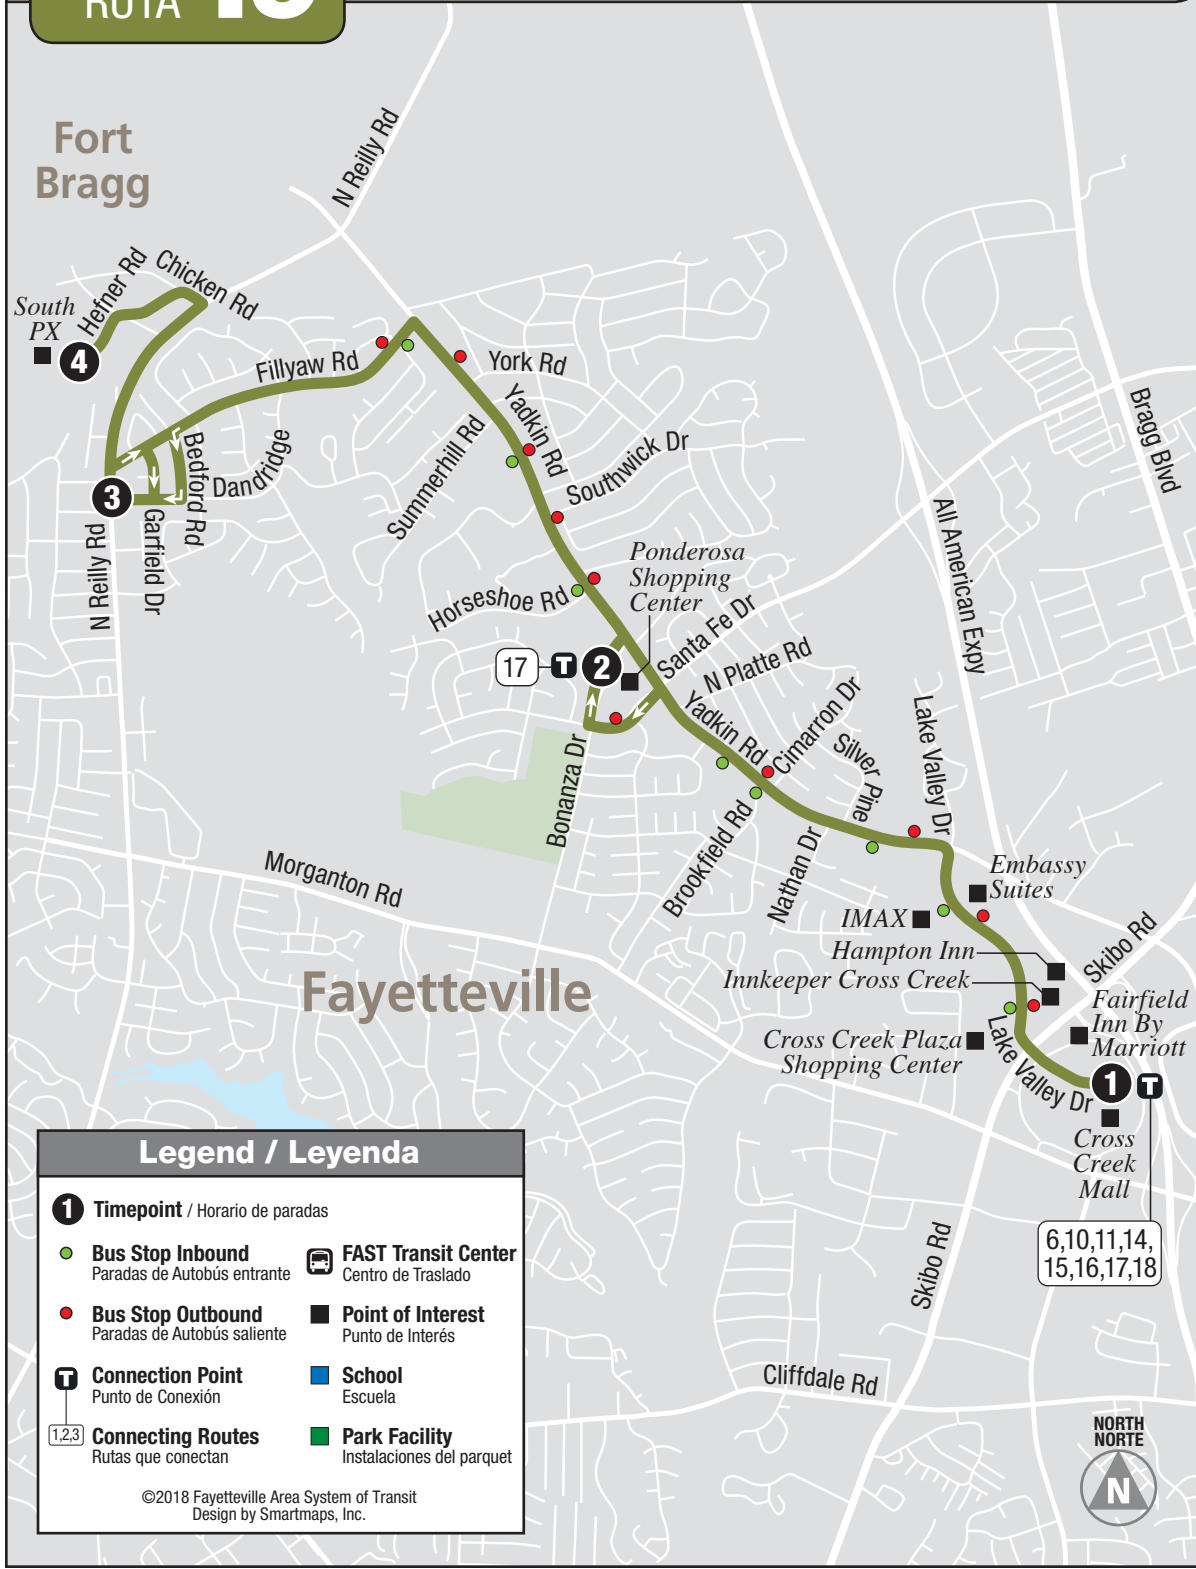 RUTA
Fort
Bragg
N Reilly Rd
Hefner Rd
Chicken Rd
South
PX
4
Fillyaw Rd
York Rd
Yadkin Rd
Summerhill Rd
Southwick Dr
Bedford Rd
Dandridge
3
Garfield Dr
N Reilly Rd
Bragg Blvd
All American Expy
Ponderosa
Shopping
Center
Horseshoe Rd
Santa Fe Dr
N Platte Rd
17
T
2
Yadkin Rd
Cimarron Dr
Silver Pine
Lake Valley Dr
Bonanza Dr
Brookfield Rd
Nathan Dr
Morganton Rd
Embassy
Suites
IMAX
Hampton Inn
Innkeeper Cross Creek
Skibo Rd
Fayetteville
Fairfield
Inn By
Marriott
Cross Creek Plaza
Shopping Center
Lake Valley Dr
1
T
Cross
Creek
Mall
6,10,11,14,
15,16,17,18
Skibo Rd
Cliffdale Rd
Legend / Leyenda
1 Timepoint / Horario de paradas
Bus Stop Inbound
Paradas de Autobús entrante
FAST Transit Center
Centro de Traslado
Bus Stop Outbound
Paradas de Autobús saliente
Point of Interest
Punto de Interés
T Connection Point
Punto de Conexión
School
Escuela
1,2,3 Connecting Routes
Rutas que conectan
Park Facility
Instalaciones del parquet
©2018 Fayetteville Area System of Transit
Design by Smartmaps, Inc.
NORTH
NORTE
N